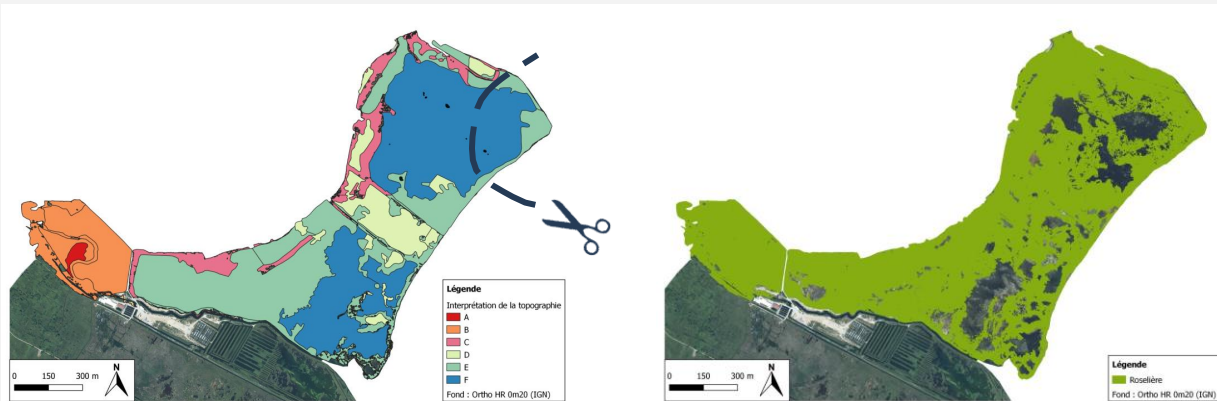 Légende
Interprétation de la topographie
A
B
C
D
E
F
Fond : Ortho HR 0m20 (IGN)
0 150 300 m
N
Légende
Roselière
Fond : Ortho HR 0m20 (IGN)
0 150 300 m
N